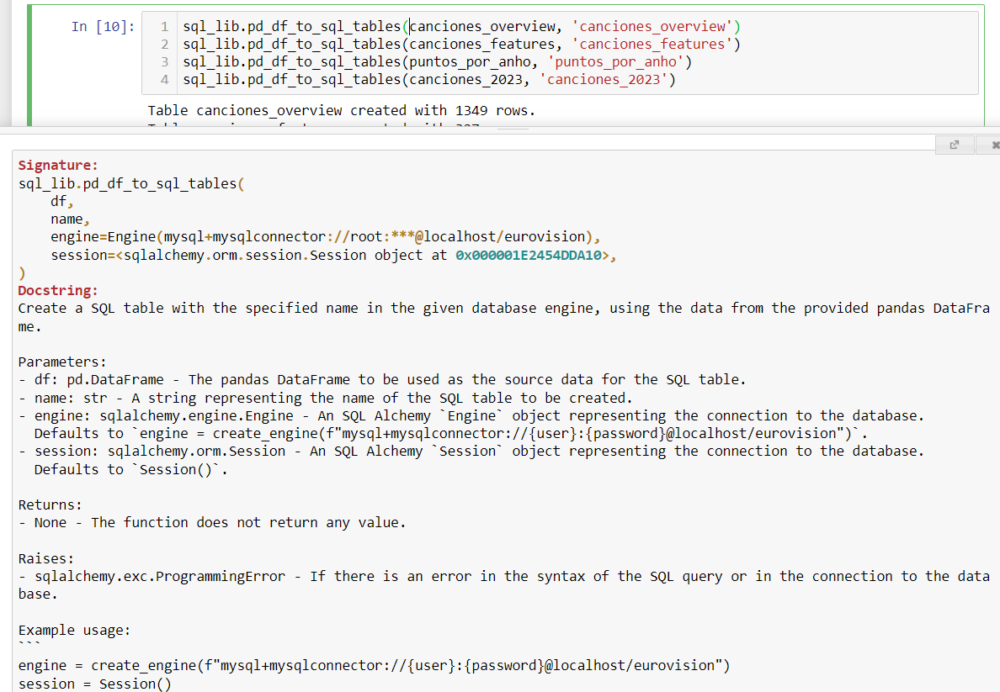 In [10]:
1 sql_lib.pd_df_to_sql_tables(canciones_overview, 'canciones_overview')
2 sql_lib.pd_df_to_sql_tables(canciones_features, 'canciones_features')
3 sql_lib.pd_df_to_sql_tables(puntos_por_anho, 'puntos_por_anho')
4 sql_lib.pd_df_to_sql_tables(canciones_2023, 'canciones_2023')
Table canciones_overview created with 1349 rows.
Signature:
sql_lib.pd_df_to_sql_tables(
    df,
    name,
    engine=Engine(mysql+mysqlconnector://root:***@localhost/eurovision),
    session=<sqlalchemy.orm.session.Session object at 0x000001E2454DDA10>,
)
Docstring:
Create a SQL table with the specified name in the given database engine, using the data from the provided pandas DataFra
me.
Parameters:
- df: pd.DataFrame - The pandas DataFrame to be used as the source data for the SQL table.
- name: str - A string representing the name of the SQL table to be created.
- engine: sqlalchemy.engine.Engine - An SQL Alchemy `Engine` object representing the connection to the database.
  Defaults to `engine = create_engine(f"mysql+mysqlconnector://{user}:{password}@localhost/eurovision")`.
- session: sqlalchemy.orm.Session - An SQL Alchemy `Session` object representing the connection to the database.
  Defaults to `Session()`.
Returns:
- None - The function does not return any value.
Raises:
- sqlalchemy.exc.ProgrammingError - If there is an error in the syntax of the SQL query or in the connection to the data
base.
Example usage:
```
engine = create_engine(f"mysql+mysqlconnector://{user}:{password}@localhost/eurovision")
session = Session()